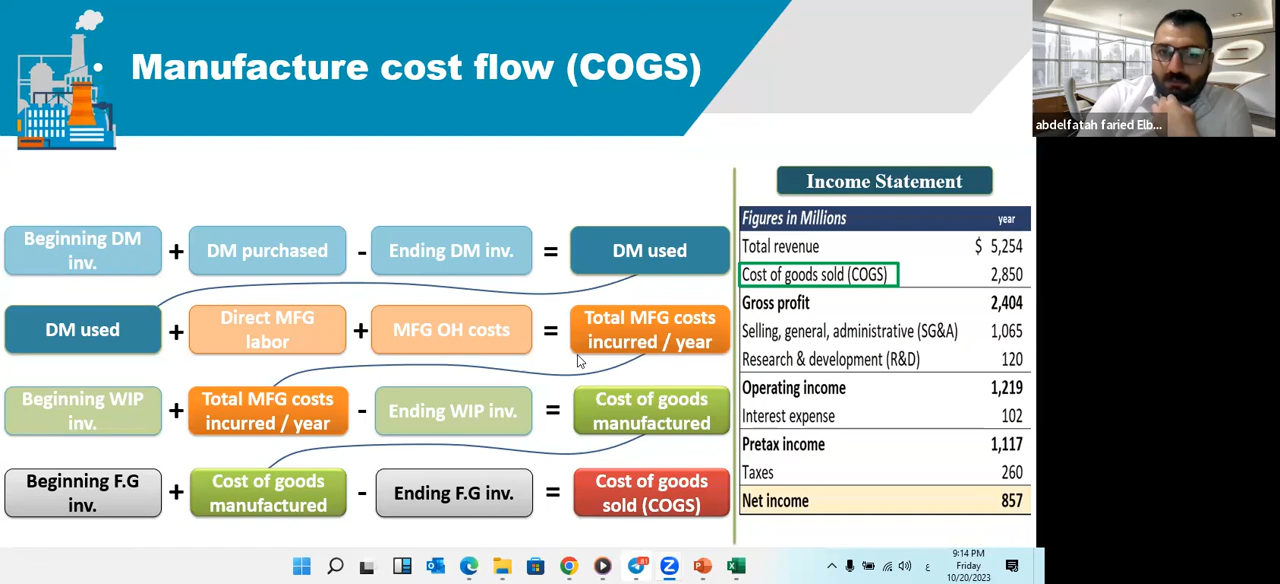 • Manufacture cost flow (COGS)
abdelfatah faried Elb...
Income Statement
Beginning DM
inv.
+
DM purchased
-
Ending DM inv.
=
DM used
DM used
+
Direct MFG
labor
+
MFG OH costs
=
Total MFG costs
incurred / year
Beginning WIP
inv.
+
Total MFG costs
incurred / year
-
Ending WIP inv.
=
Cost of goods
manufactured
Beginning F.G
inv.
+
Cost of goods
manufactured
-
Ending F.G inv.
=
Cost of goods
sold (COGS)
Figures in Millions year
Total revenue $ 5,254
Cost of goods sold (COGS) 2,850
Gross profit 2,404
Selling, general, administrative (SG&A) 1,065
Research & development (R&D) 120
Operating income 1,219
Interest expense 102
Pretax income 1,117
Taxes 260
Net income 857
ع
9:14 PM
Friday
10/20/2023